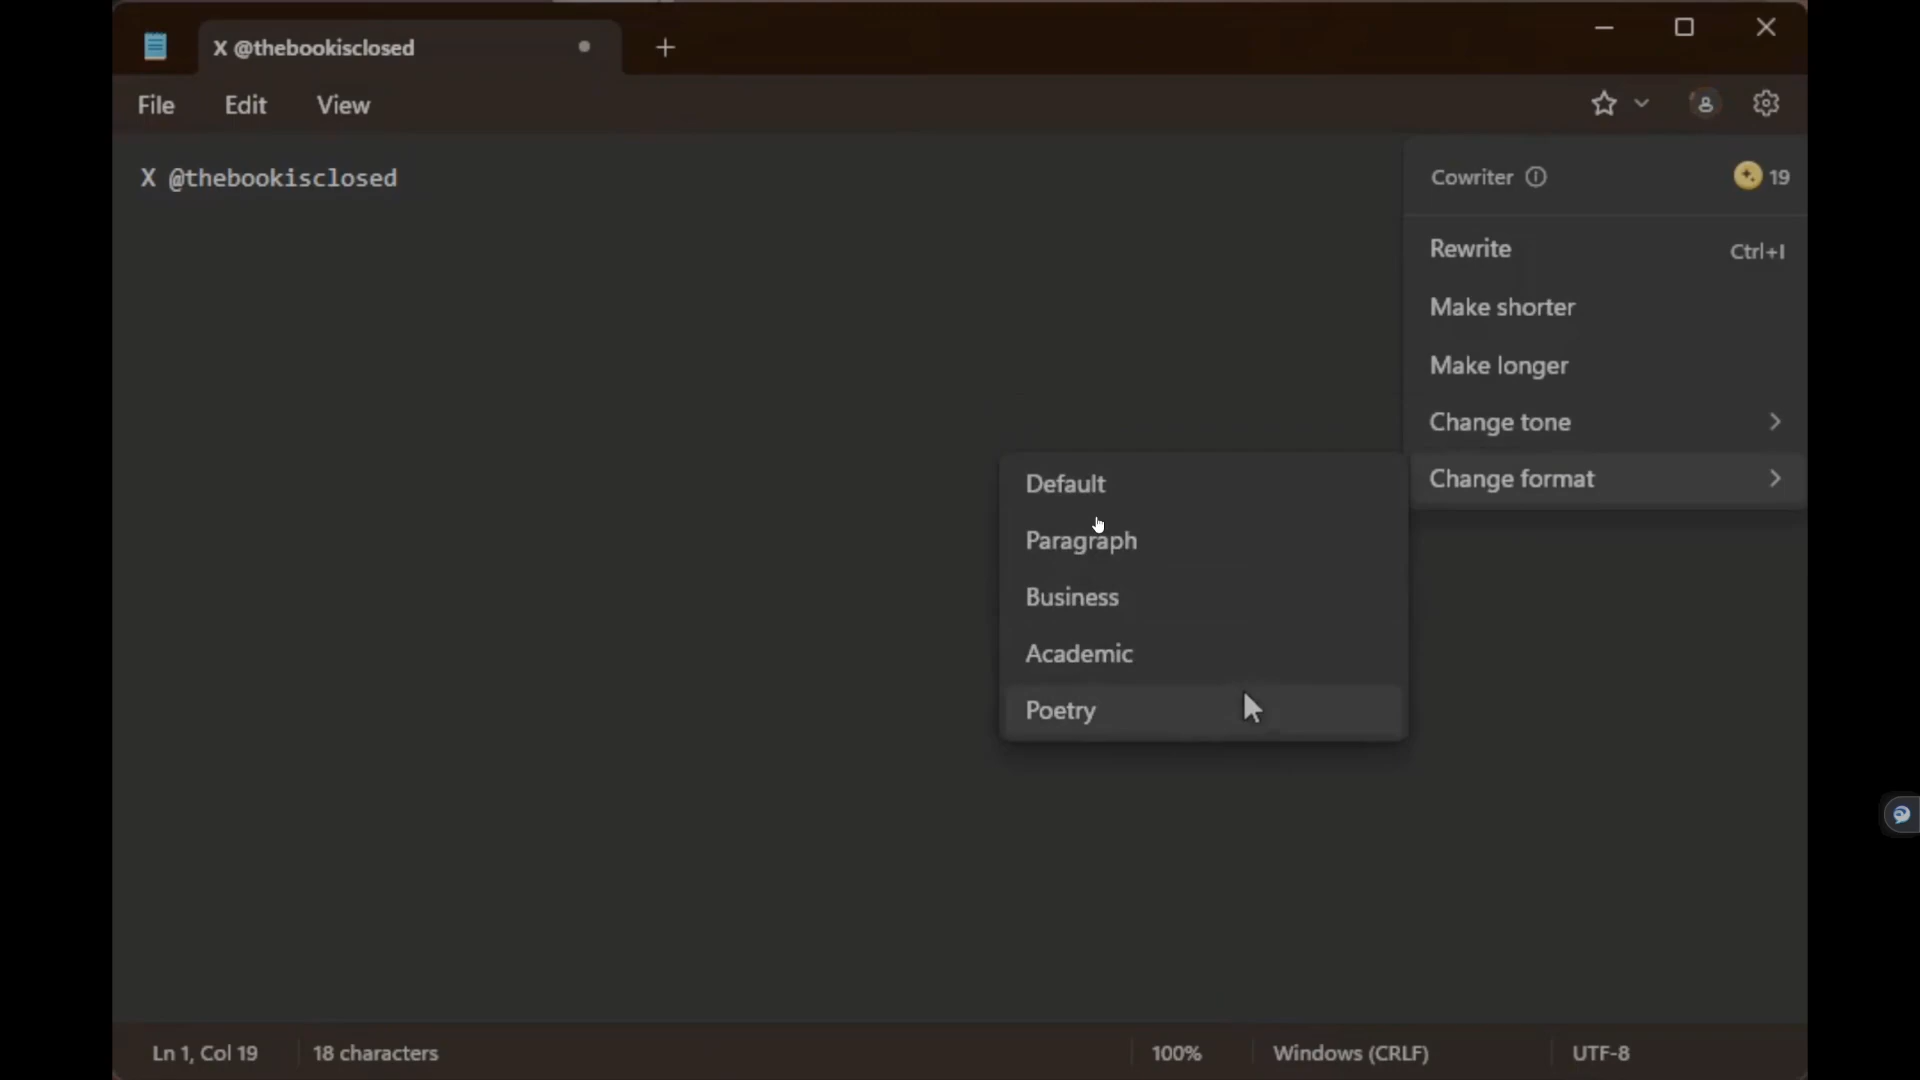 X @thebookisclosed
File Edit View
X @thebookisclosed
Cowriter 19
Rewrite Ctrl+I
Make shorter
Make longer
Change tone
Change format
Default
Paragraph
Business
Academic
Poetry
Ln 1, Col 19 18 characters 100% Windows (CRLF) UTF-8